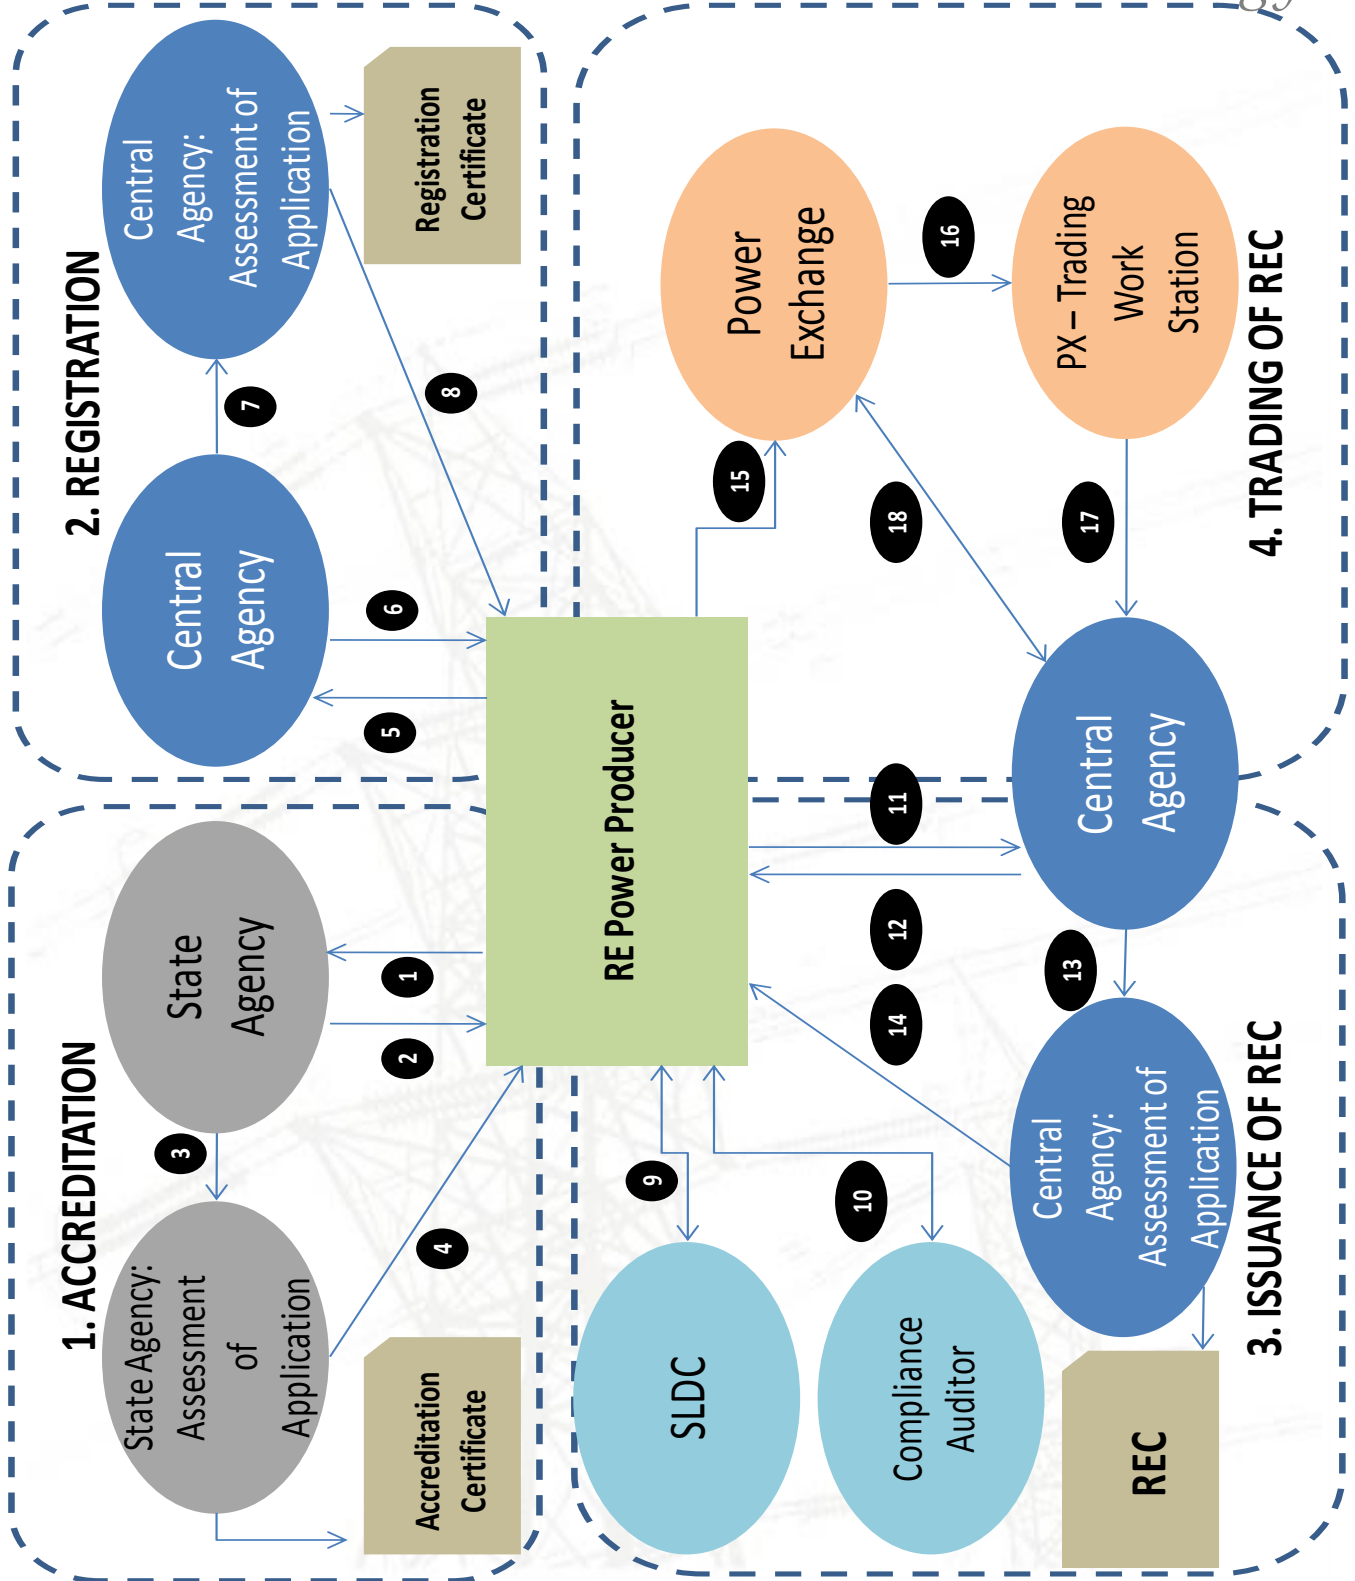 1. ACCREDITATION
State Agency:
Assessment
of
Application
3
State
Agency
Accreditation
Certificate
4
2
1
2. REGISTRATION
Central
Agency
7
Central
Agency:
Assessment of
Application
5
6
8
Registration
Certificate
RE Power Producer
SLDC
9
Compliance
Auditor
10
14
12
11
REC
Central
Agency:
Assessment of
Application
13
Central
Agency
3. ISSUANCE OF REC
15
Power
Exchange
18
16
17
PX – Trading
Work
Station
4. TRADING OF REC
gy